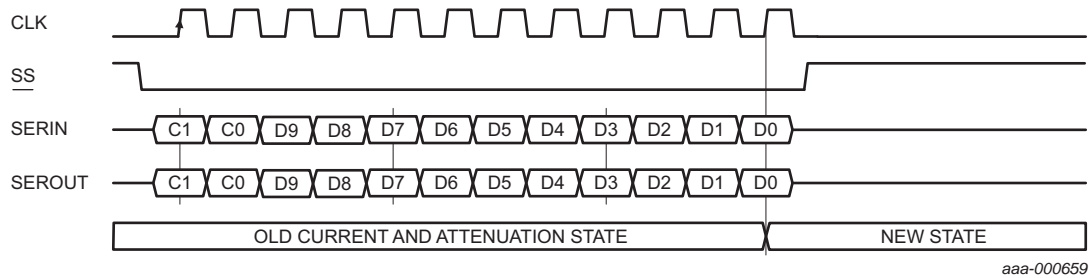 CLK
SS
SERIN C1 C0 D9 D8 D7 D6 D5 D4 D3 D2 D1 D0
SEROUT C1 C0 D9 D8 D7 D6 D5 D4 D3 D2 D1 D0
OLD CURRENT AND ATTENUATION STATE NEW STATE
aaa-000659